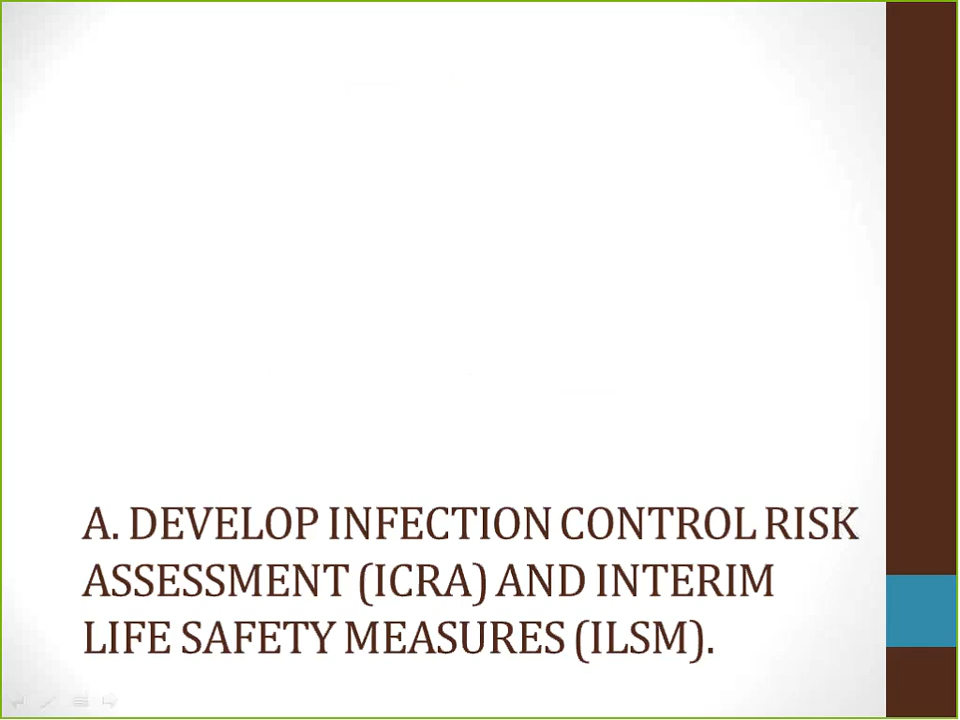 A. DEVELOP INFECTION CONTROL RISK
ASSESSMENT (ICRA) AND INTERIM
LIFE SAFETY MEASURES (ILSM).